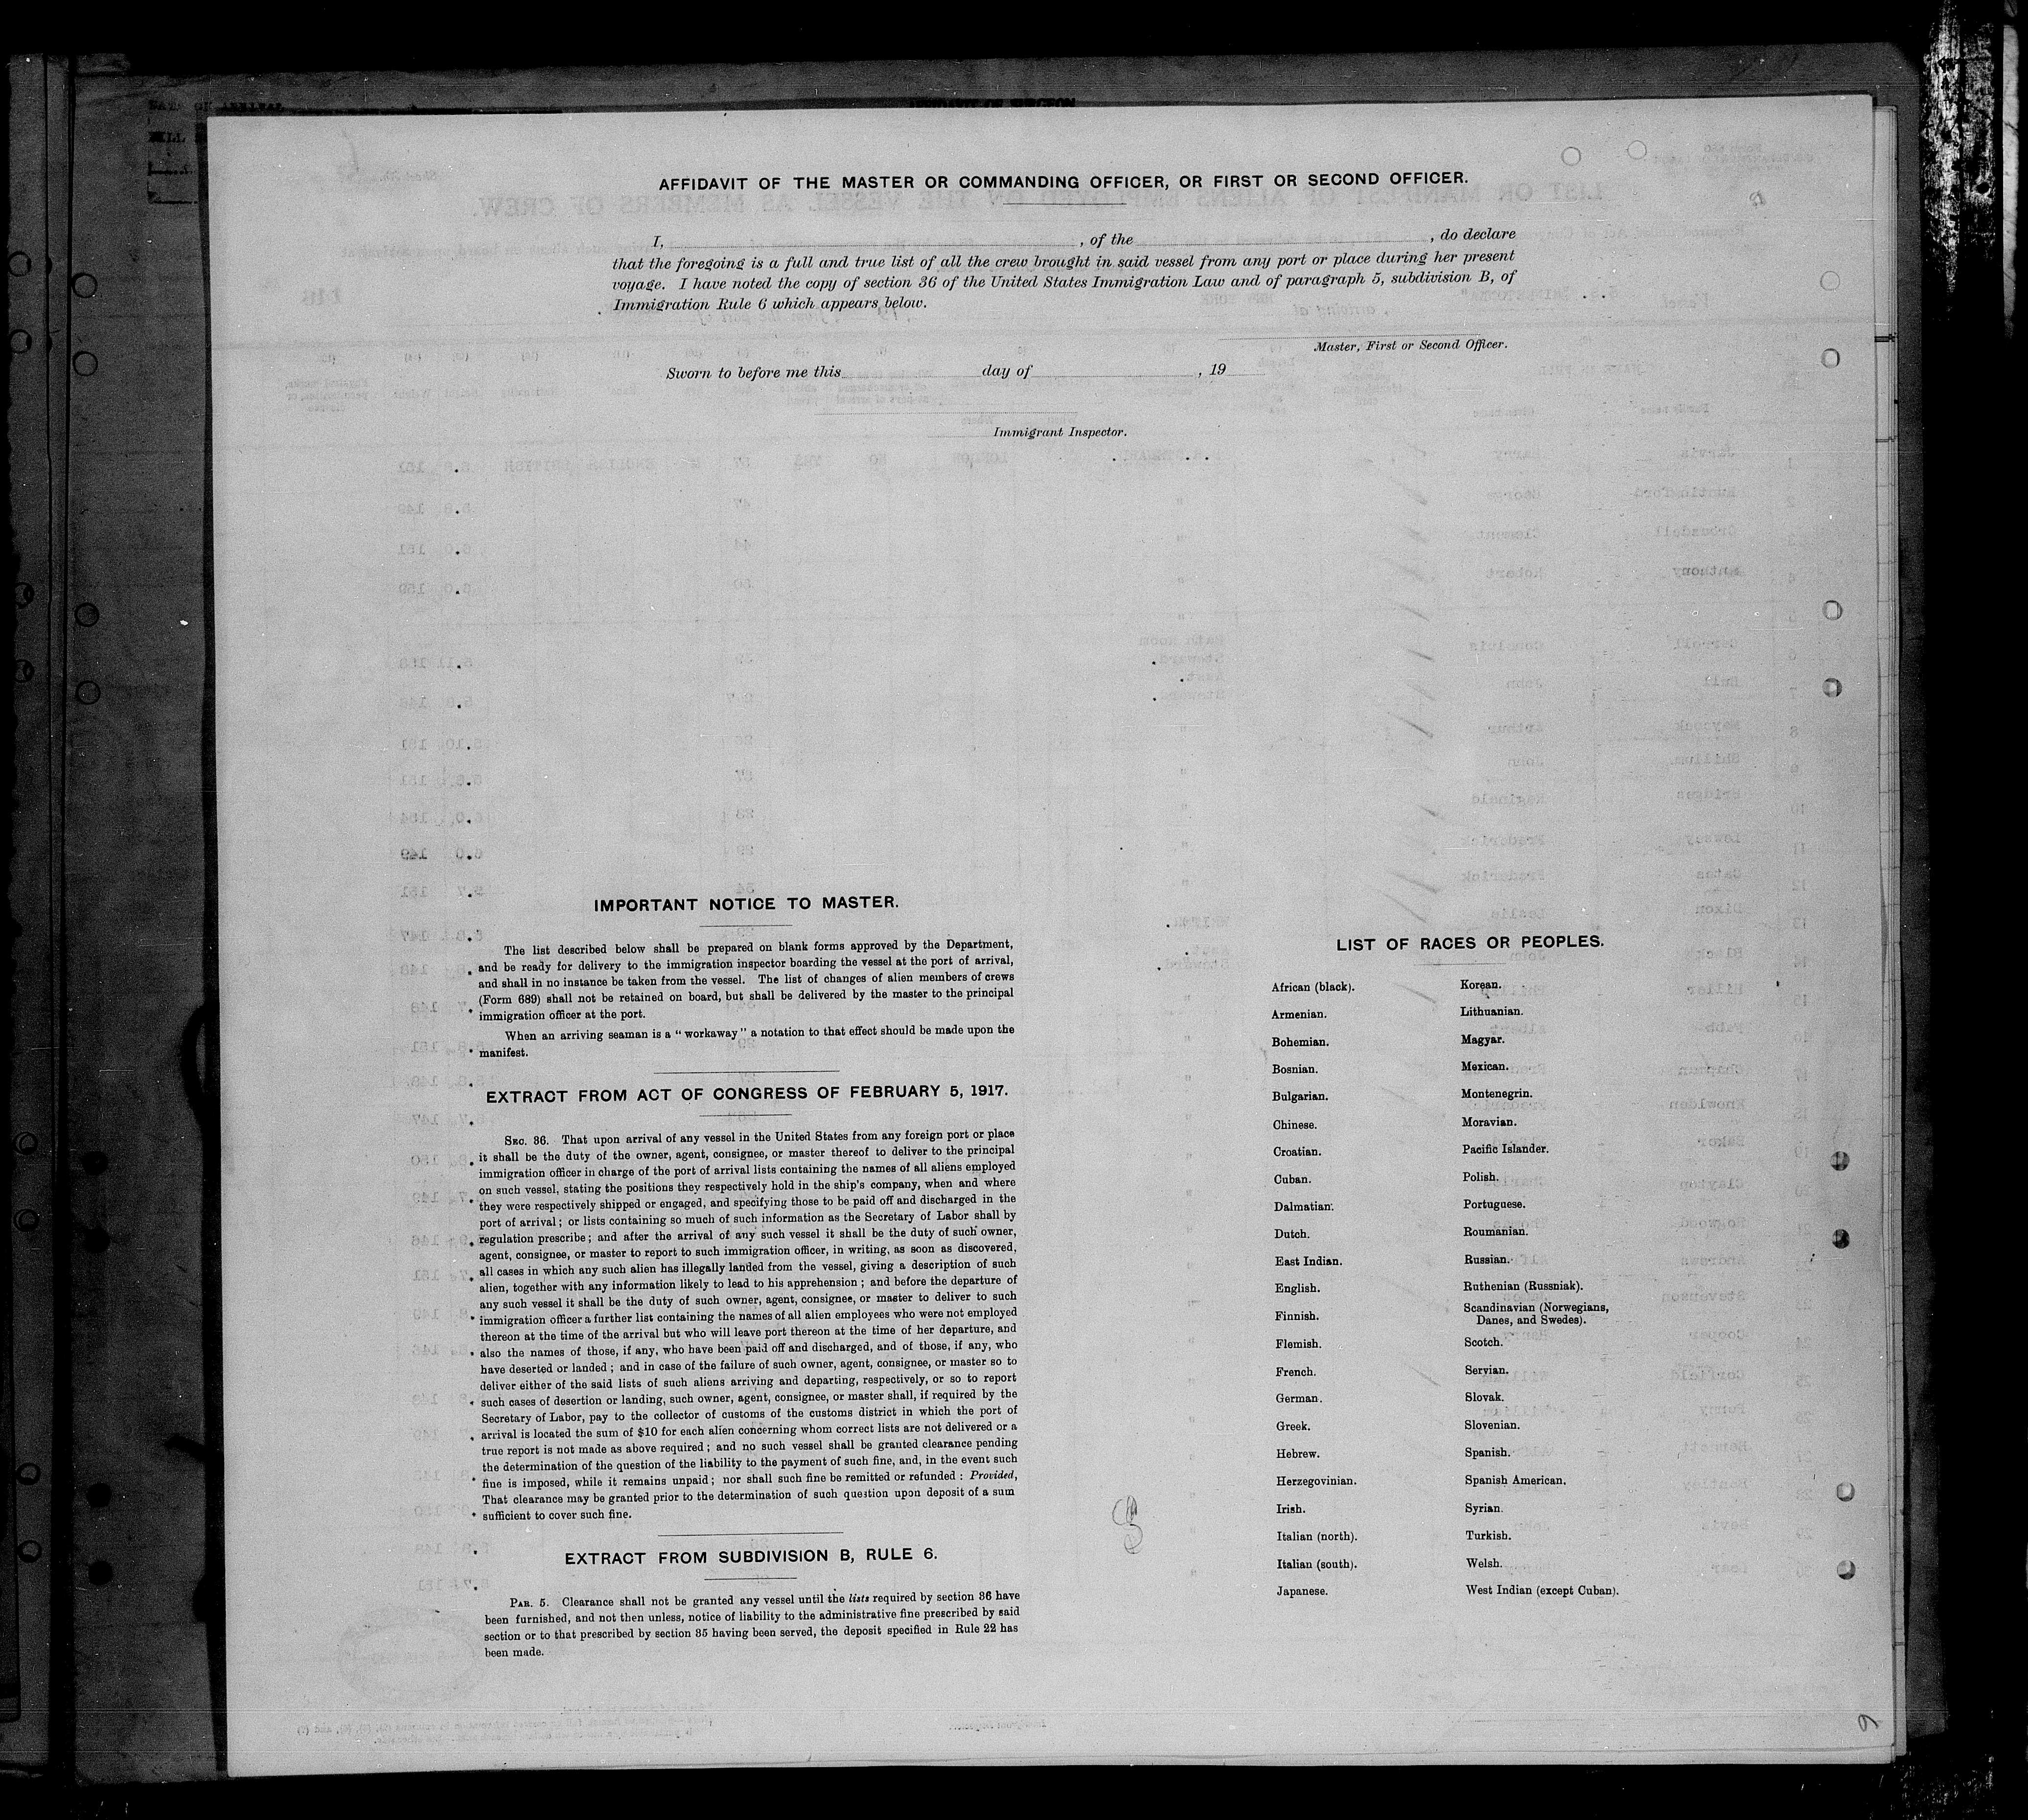 AFFIDAVIT OF THE MASTER OR COMMANDING OFFICER, OR FIRST OR SECOND OFFICER.
I, , of the , do declare
that the foregoing is a full and true list of all the crew brought in said vessel from any port or place during her present
voyage. I have noted the copy of section 36 of the United States Immigration Law and of paragraph 5, subdivision B, of
Immigration Rule 6 which appears below.
Master, First or Second Officer.
Sworn to before me this day of , 19
Immigrant Inspector.
IMPORTANT NOTICE TO MASTER.
The list described below shall be prepared on blank forms approved by the Department,
and be ready for delivery to the immigration inspector boarding the vessel at the port of arrival,
and shall in no instance be taken from the vessel. The list of changes of alien members of crews
(Form 689) shall not be retained on board, but shall be delivered by the master to the principal
immigration officer at the port.
When an arriving seaman is a "workaway" a notation to that effect should be made upon the
manifest.
EXTRACT FROM ACT OF CONGRESS OF FEBRUARY 5, 1917.
SEC. 36. That upon arrival of any vessel in the United States from any foreign port or place
it shall be the duty of the owner, agent, consignee, or master thereof to deliver to the principal
immigration officer in charge of the port of arrival lists containing the names of all aliens employed
on such vessel, stating the positions they respectively hold in the ship's company, when and where
they were respectively shipped or engaged, and specifying those to be paid off and discharged in the
port of arrival; or lists containing so much of such information as the Secretary of Labor shall by
regulation prescribe; and after the arrival of any such vessel it shall be the duty of such owner,
agent, consignee, or master to report to such immigration officer, in writing, as soon as discovered,
all cases in which any such alien has illegally landed from the vessel, giving a description of such
alien, together with any information likely to lead to his apprehension; and before the departure of
any such vessel it shall be the duty of such owner, agent, consignee, or master to deliver to such
immigration officer a further list containing the names of all alien employees who were not employed
thereon at the time of the arrival but who will leave port thereon at the time of her departure, and
also the names of those, if any, who have been paid off and discharged, and of those, if any, who
have deserted or landed; and in case of the failure of such owner, agent, consignee, or master so to
deliver either of the said lists of such aliens arriving and departing, respectively, or so to report
such cases of desertion or landing, such owner, agent, consignee, or master shall, if required by the
Secretary of Labor, pay to the collector of customs of the customs district in which the port of
arrival is located the sum of $10 for each alien concerning whom correct lists are not delivered or a
true report is not made as above required; and no such vessel shall be granted clearance pending
the determination of the question of the liability to the payment of such fine, and, in the event such
fine is imposed, while it remains unpaid; nor shall such fine be remitted or refunded: Provided,
That clearance may be granted prior to the determination of such question upon deposit of a sum
sufficient to cover such fine.
EXTRACT FROM SUBDIVISION B, RULE 6.
PAR. 5. Clearance shall not be granted any vessel until the lists required by section 36 have
been furnished, and not then unless, notice of liability to the administrative fine prescribed by said
section or to that prescribed by section 35 having been served, the deposit specified in Rule 22 has
been made.
LIST OF RACES OR PEOPLES.
African (black).
Armenian.
Bohemian.
Bosnian.
Bulgarian.
Chinese.
Croatian.
Cuban.
Dalmatian.
Dutch.
East Indian.
English.
Finnish.
Flemish.
French.
German.
Greek.
Hebrew.
Herzegovinian.
Irish.
Italian (north).
Italian (south).
Japanese.
Korean.
Lithuanian.
Magyar.
Mexican.
Montenegrin.
Moravian.
Pacific Islander.
Polish.
Portuguese.
Roumanian.
Russian.
Ruthenian (Russniak).
Scandinavian (Norwegians,
Danes, and Swedes).
Scotch.
Servian.
Slovak.
Slovenian.
Spanish.
Spanish American.
Syrian.
Turkish.
Welsh.
West Indian (except Cuban).